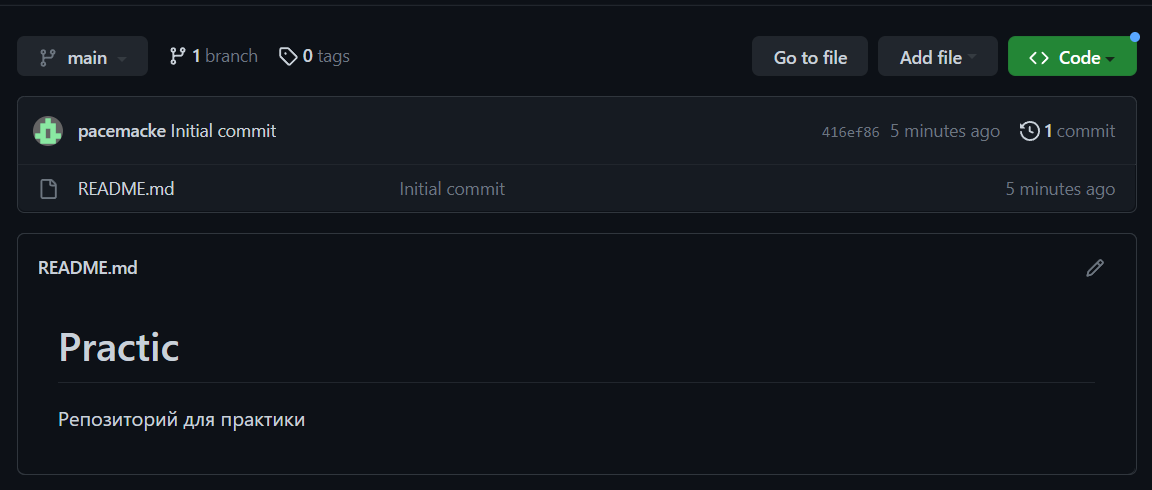 main 1 branch 0 tags Go to file Add file Code
pacemacke Initial commit 416ef86 5 minutes ago 1 commit
README.md Initial commit 5 minutes ago
README.md
Practic
Репозиторий для практики